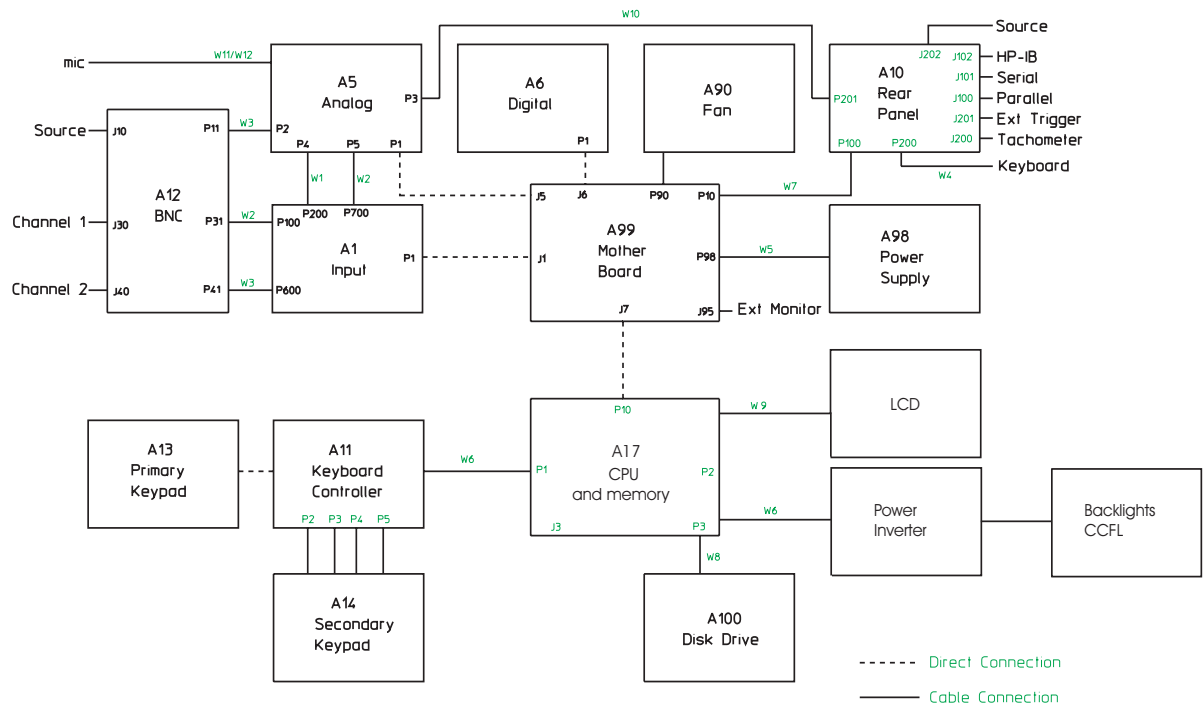 W10
Source
W11/W12
mic
A5
Analog
P3
P2
P4
P5
P1
A6
Digital
P1
A90
Fan
A10
Rear
Panel
J202
J102
J101
J100
J201
J200
P201
P100
P200
HP-IB
Serial
Parallel
Ext Trigger
Tachometer
Keyboard
W4
Source
J10
P11
W3
A12
BNC
Channel 1
J30
P31
W2
Channel 2
J40
P41
W3
W1
W2
P200
P700
P100
A1
Input
P1
P600
J5
J6
P90
P10
W7
A99
Mother
Board
J1
P98
W5
J7
J95
Ext Monitor
A98
Power
Supply
P10
A17
CPU
and memory
P1
P2
J3
P3
W9
LCD
W6
Power
Inverter
Backlights
CCFL
W8
A100
Disk Drive
A13
Primary
Keypad
A11
Keyboard
Controller
P2
P3
P4
P5
W6
A14
Secondary
Keypad
Direct Connection
Cable Connection